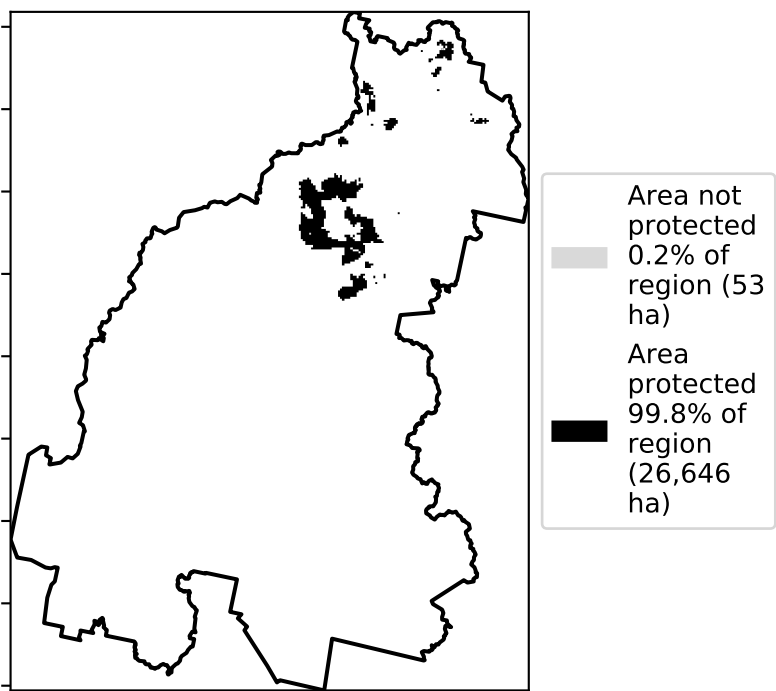 Area not
protected
0.2% of
region (53
ha)
Area
protected
99.8% of
region
(26,646
ha)